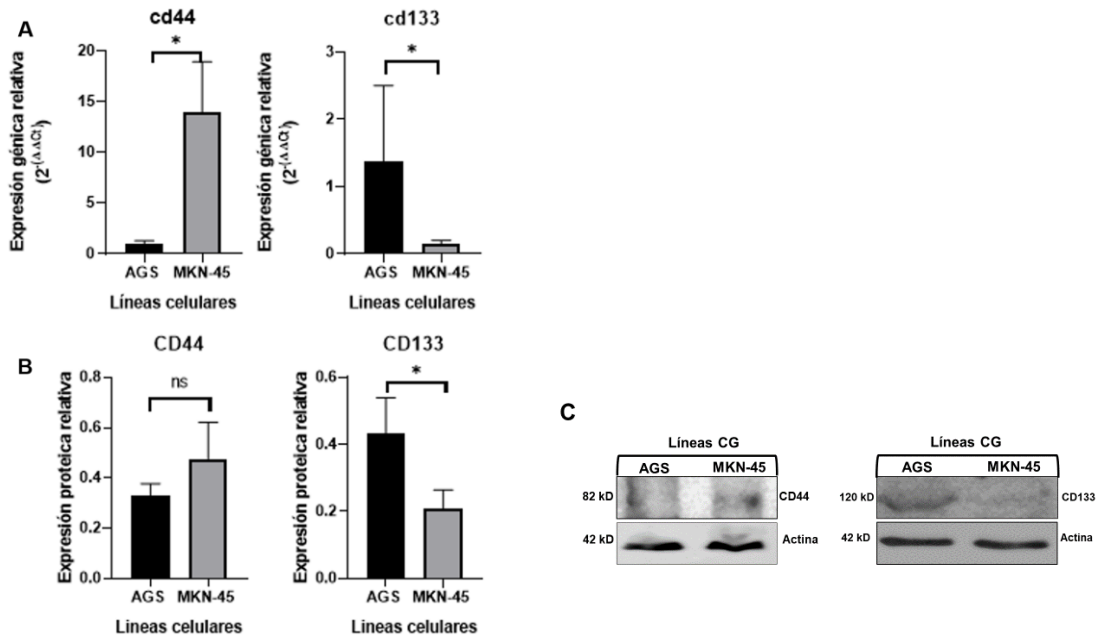 A
cd44
*
Expresión génica relativa
(2-(ΔΔCt)
20
15
10
5
0
AGS MKN-45
Líneas celulares
cd133
*
Expresión génica relativa
(2-(ΔΔCt)
3
2
1
0
AGS MKN-45
Lineas celulares
B
CD44
ns
Expresión proteica relativa
0.8
0.6
0.4
0.2
0.0
AGS MKN-45
Lineas celulares
CD133
*
Expresión proteica relativa
0.6
0.4
0.2
0.0
AGS MKN-45
Lineas celulares
C
Líneas CG
AGS MKN-45
82 kD CD44
42 kD Actina
Líneas CG
AGS MKN-45
120 kD CD133
42 kD Actina